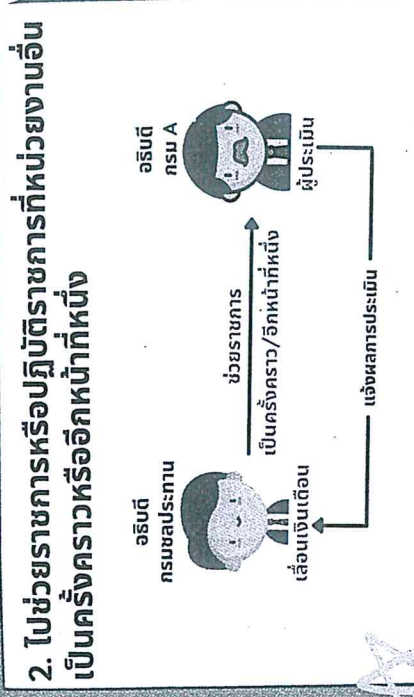 2. ไปช่วยราชการหรือปฏิบัติราชการที่หน่วยงานอื่น
เป็นครั้งคราวหรืออีกหน้าที่หนึ่ง
อธิบดี
กรมชลประทาน
เลื่อนเงินเดือน
ช่วยราชการ
เป็นครั้งคราว/อีกหน้าที่หนึ่ง
อธิบดี
กรม A
ผู้ประเมิน
แจ้งผลการประเมิน